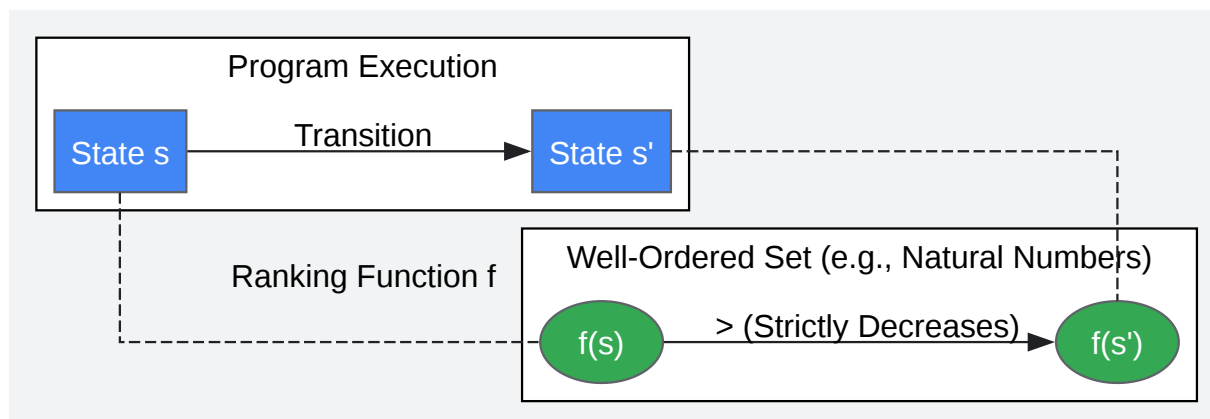 Program Execution
State s
Transition
State s'
Ranking Function f
Well-Ordered Set (e.g., Natural Numbers)
f(s)
> (Strictly Decreases)
f(s')